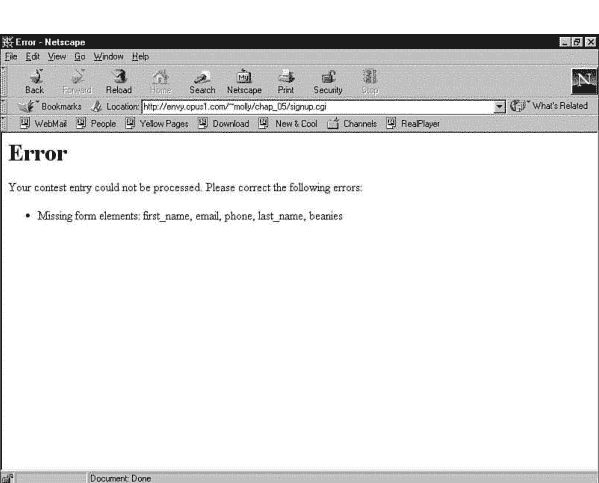 Error - Netscape
File Edit View Go Window Help
Back Forward Reload Home Search Netscape Print Security Stop
Bookmarks Location: http://envy.opus1.com/~molly/chap_05/signup.cgi What's Related
WebMail People Yellow Pages Download New & Cool Channels RealPlayer
Error
Your contest entry could not be processed. Please correct the following errors:
• Missing form elements: first_name, email, phone, last_name, beanies
Document: Done